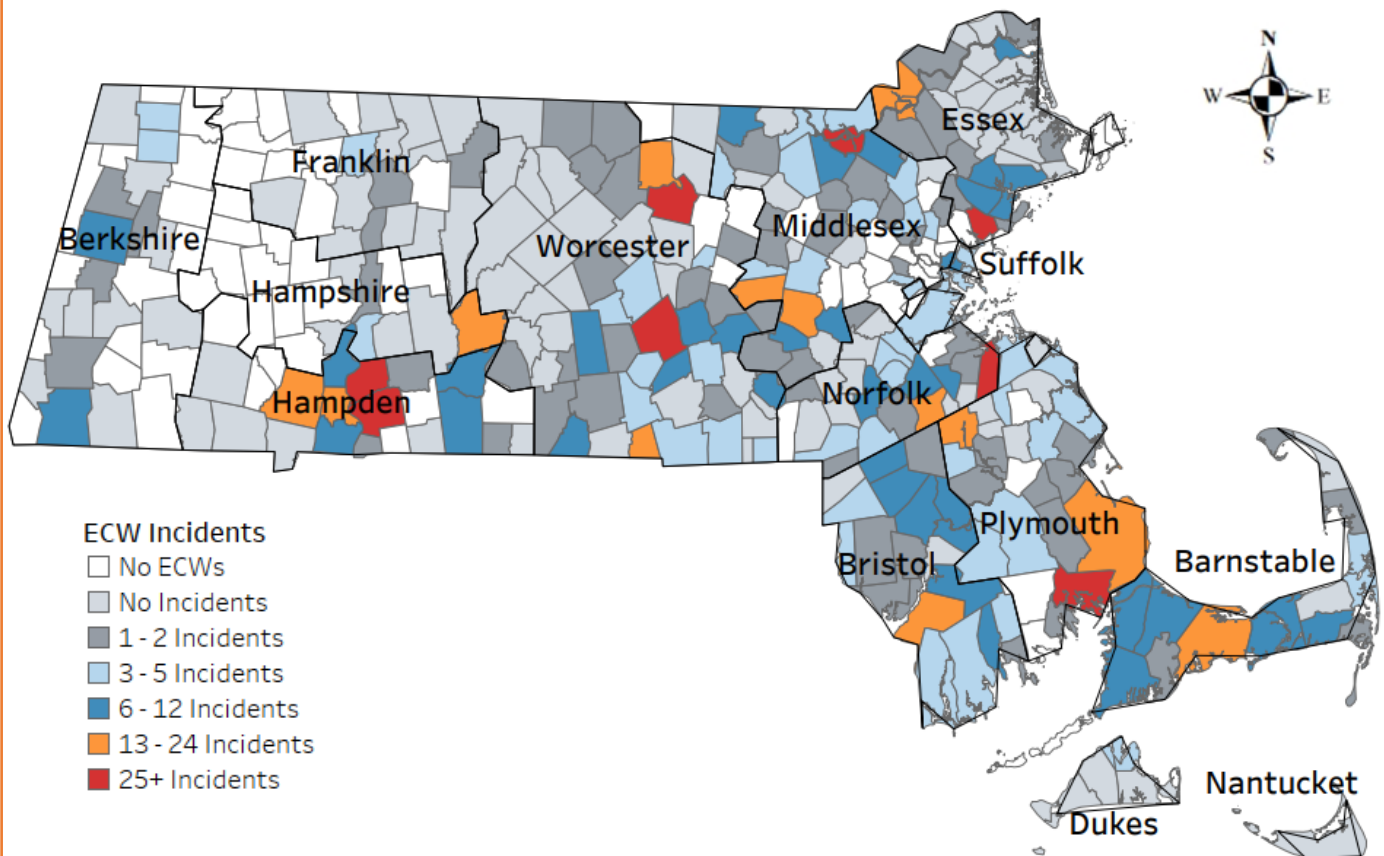 N
W
E
S
Essex
Franklin
Middlesex
Berkshire
Worcester
Suffolk
Hampshire
Norfolk
Hampden
Plymouth
Bristol
Barnstable
ECW Incidents
No ECWs
No Incidents
1 - 2 Incidents
3 - 5 Incidents
6 - 12 Incidents
13 - 24 Incidents
25+ Incidents
Nantucket
Dukes